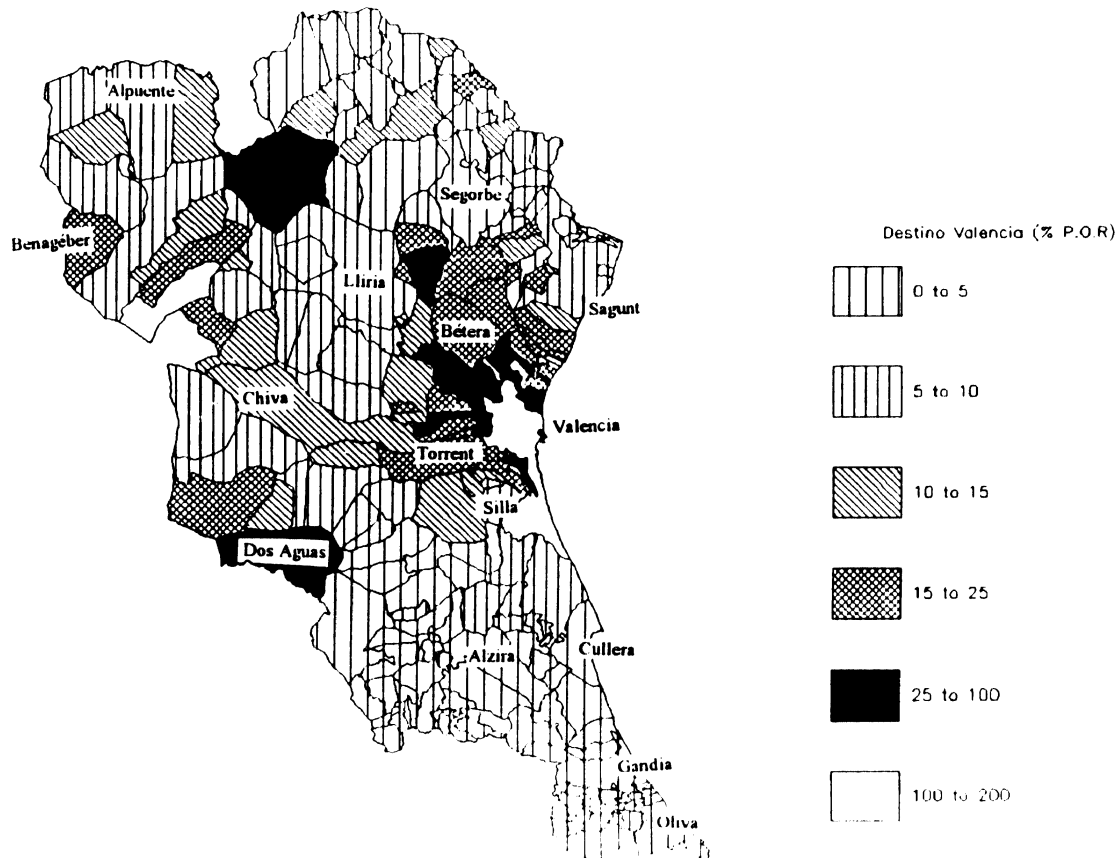 Alpuente
Segorbe
Benagéber
Llíria
Sagunt
Bétera
Chiva
Valencia
Torrent
Silla
Dos Aguas
Cullera
Alzira
Gandia
Oliva
Destino Valencia (% P.O.R)
0 to 5
5 to 10
10 to 15
15 to 25
25 to 100
100 to 200